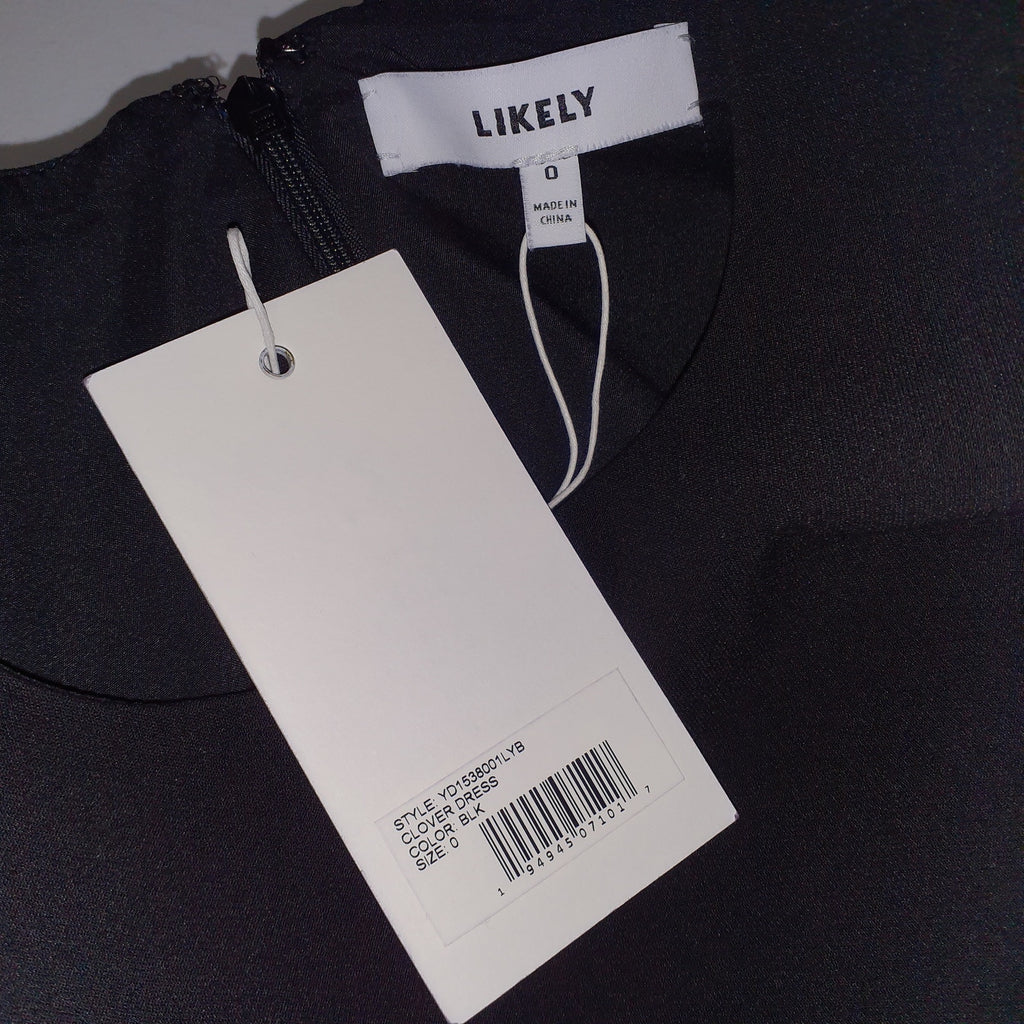 LIKELY
0
MADE IN
CHINA
STYLE: YD1538001LYB
CLOVER DRESS
COLOR: BLK
SIZE: 0
1 94945 07101 7